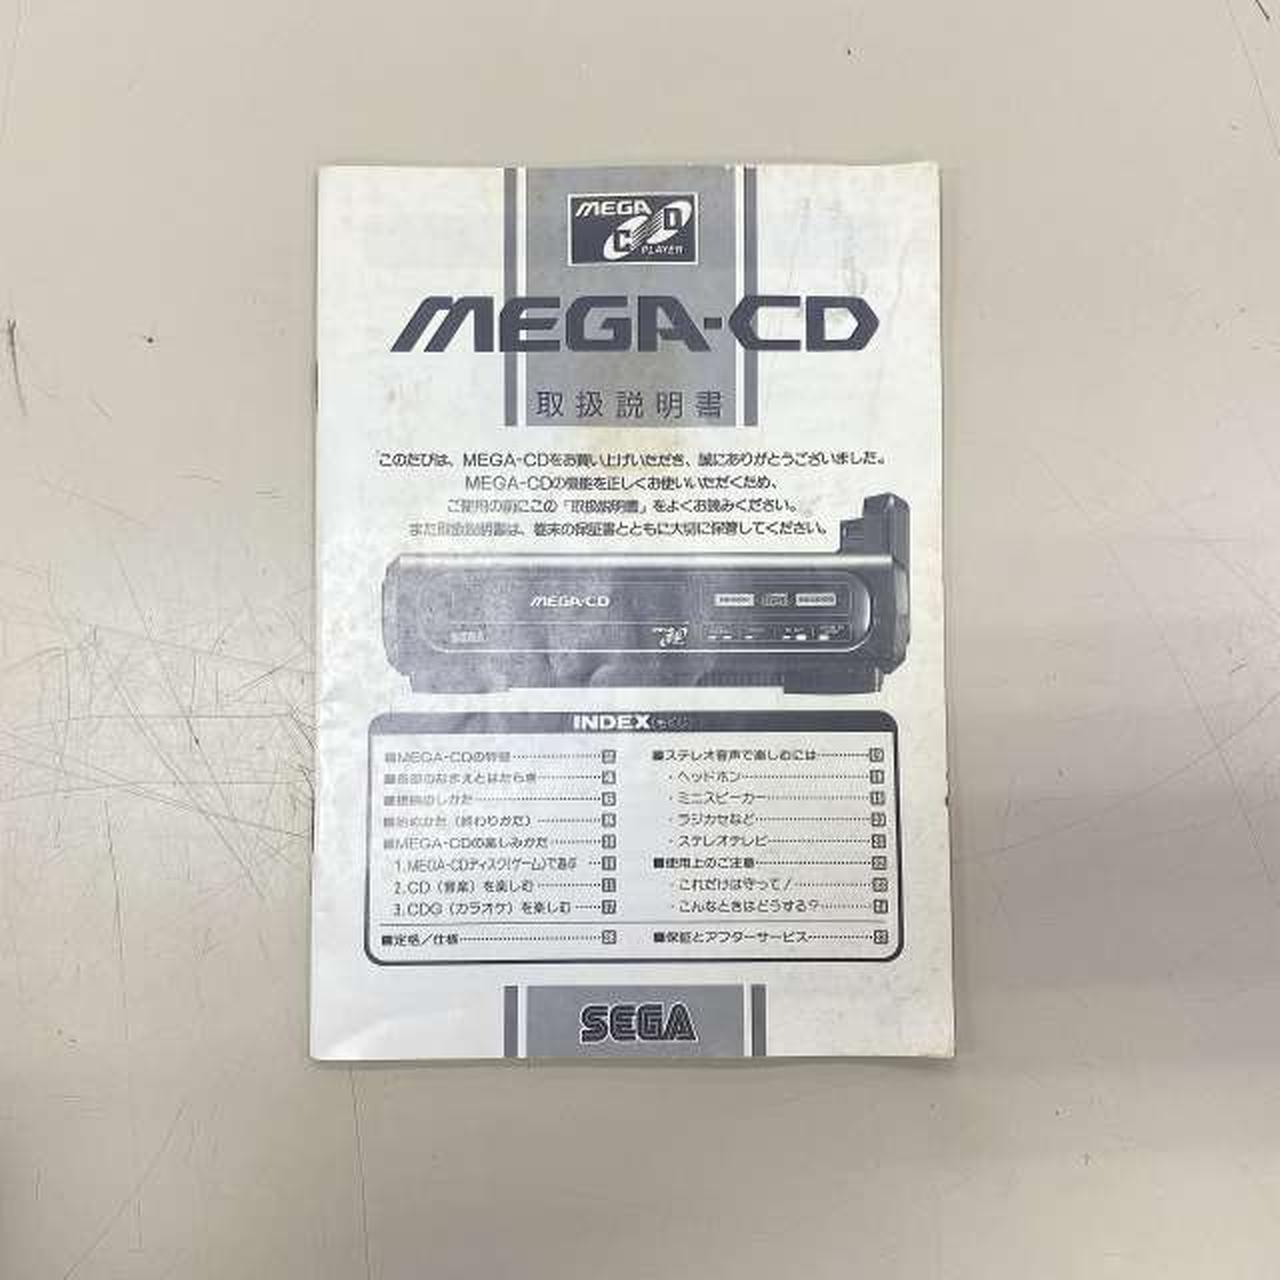 MEGA CD
PLAYER
MEGA-CD
取扱説明書
このたびは、MEGA-CDをお買い上げいただき、誠にありがとうございました。
MEGA-CDの機能を正しくお使いいただくため、
ご使用の前にこの「取扱説明書」をよくお読みください。
また取扱説明書は、巻末の保証書とともに大切に保管してください。
MEGA-CD
SEGA
INDEX
■MEGA-CDの特徴
■各部のなまえとはたらき
■接続のしかた
■始めかた（終わりかた）
■MEGA-CDの楽しみかた
1.MEGA-CDディスク(ゲーム)で遊ぶ
2.CD（音楽）を楽しむ
3.CDG（カラオケ）を楽しむ
■定格／仕様
■ステレオ音声で楽しむには
・ヘッドホン
・ミニスピーカー
・ラジカセなど
・ステレオテレビ
■使用上のご注意
・これだけは守って！
・こんなときはどうする？
■保証とアフターサービス
SEGA